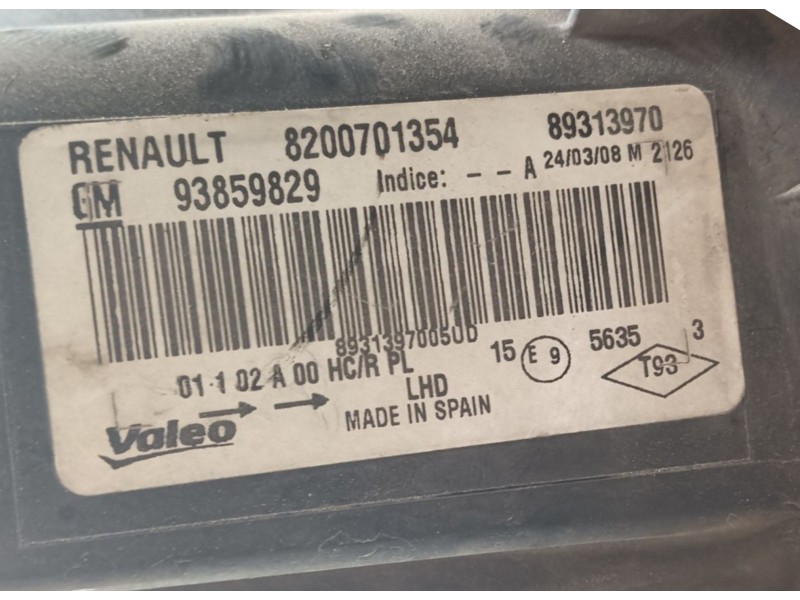 RENAULT 8200701354 89313970
GM 93859829 Indice: - - A 24/03/08 M 2126
8931397005UD
01 1 02 A 00 HC/R PL 15 E 9 5635 3
LHD T93
Valeo MADE IN SPAIN